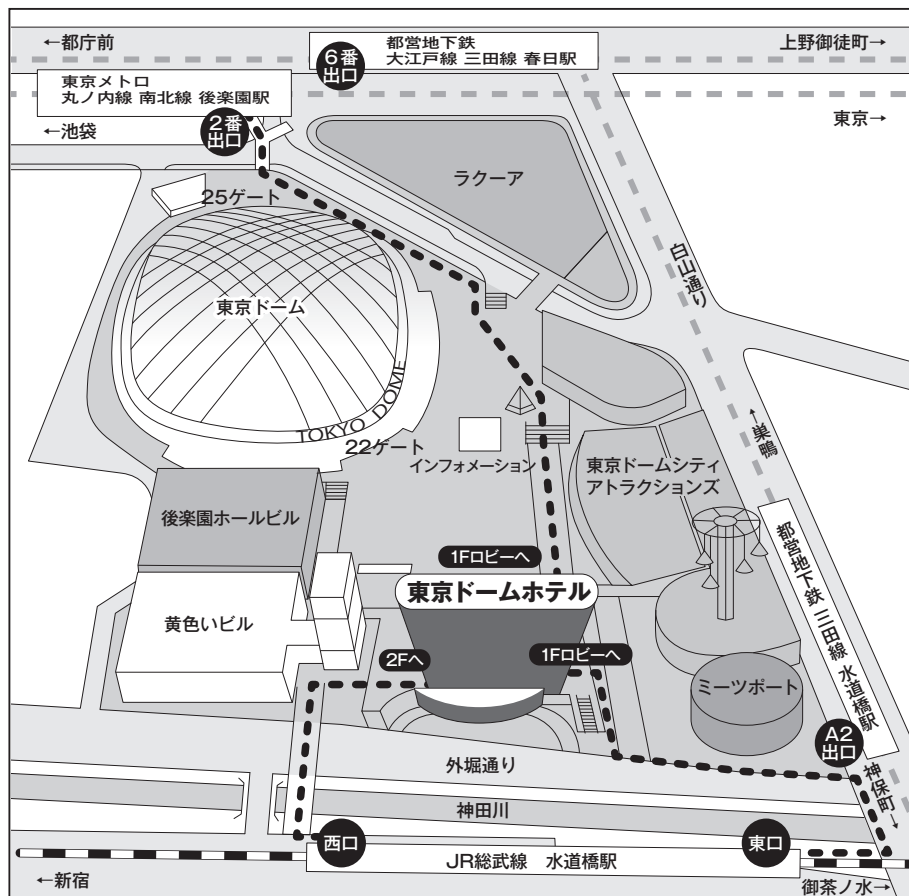 ←都庁前
都営地下鉄
大江戸線 三田線 春日駅
上野御徒町→
6番
出口
東京メトロ
丸ノ内線 南北線 後楽園駅
←池袋
2番
出口
東京→
ラクーア
25ゲート
白山通り
東京ドーム
TOKYO DOME
22ゲート
インフォメーション
←巣鴨
東京ドームシティ
アトラクションズ
後楽園ホールビル
都営地下鉄 三田線 水道橋駅
1Fロビーへ
東京ドームホテル
黄色いビル
2Fへ
1Fロビーへ
ミーツポート
A2
出口
外堀通り
神保町→
神田川
西口
東口
JR総武線 水道橋駅
←新宿
御茶ノ水→